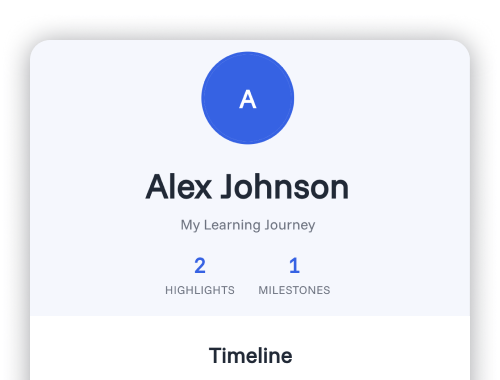 A
Alex Johnson
My Learning Journey
2 1
HIGHLIGHTS MILESTONES
Timeline